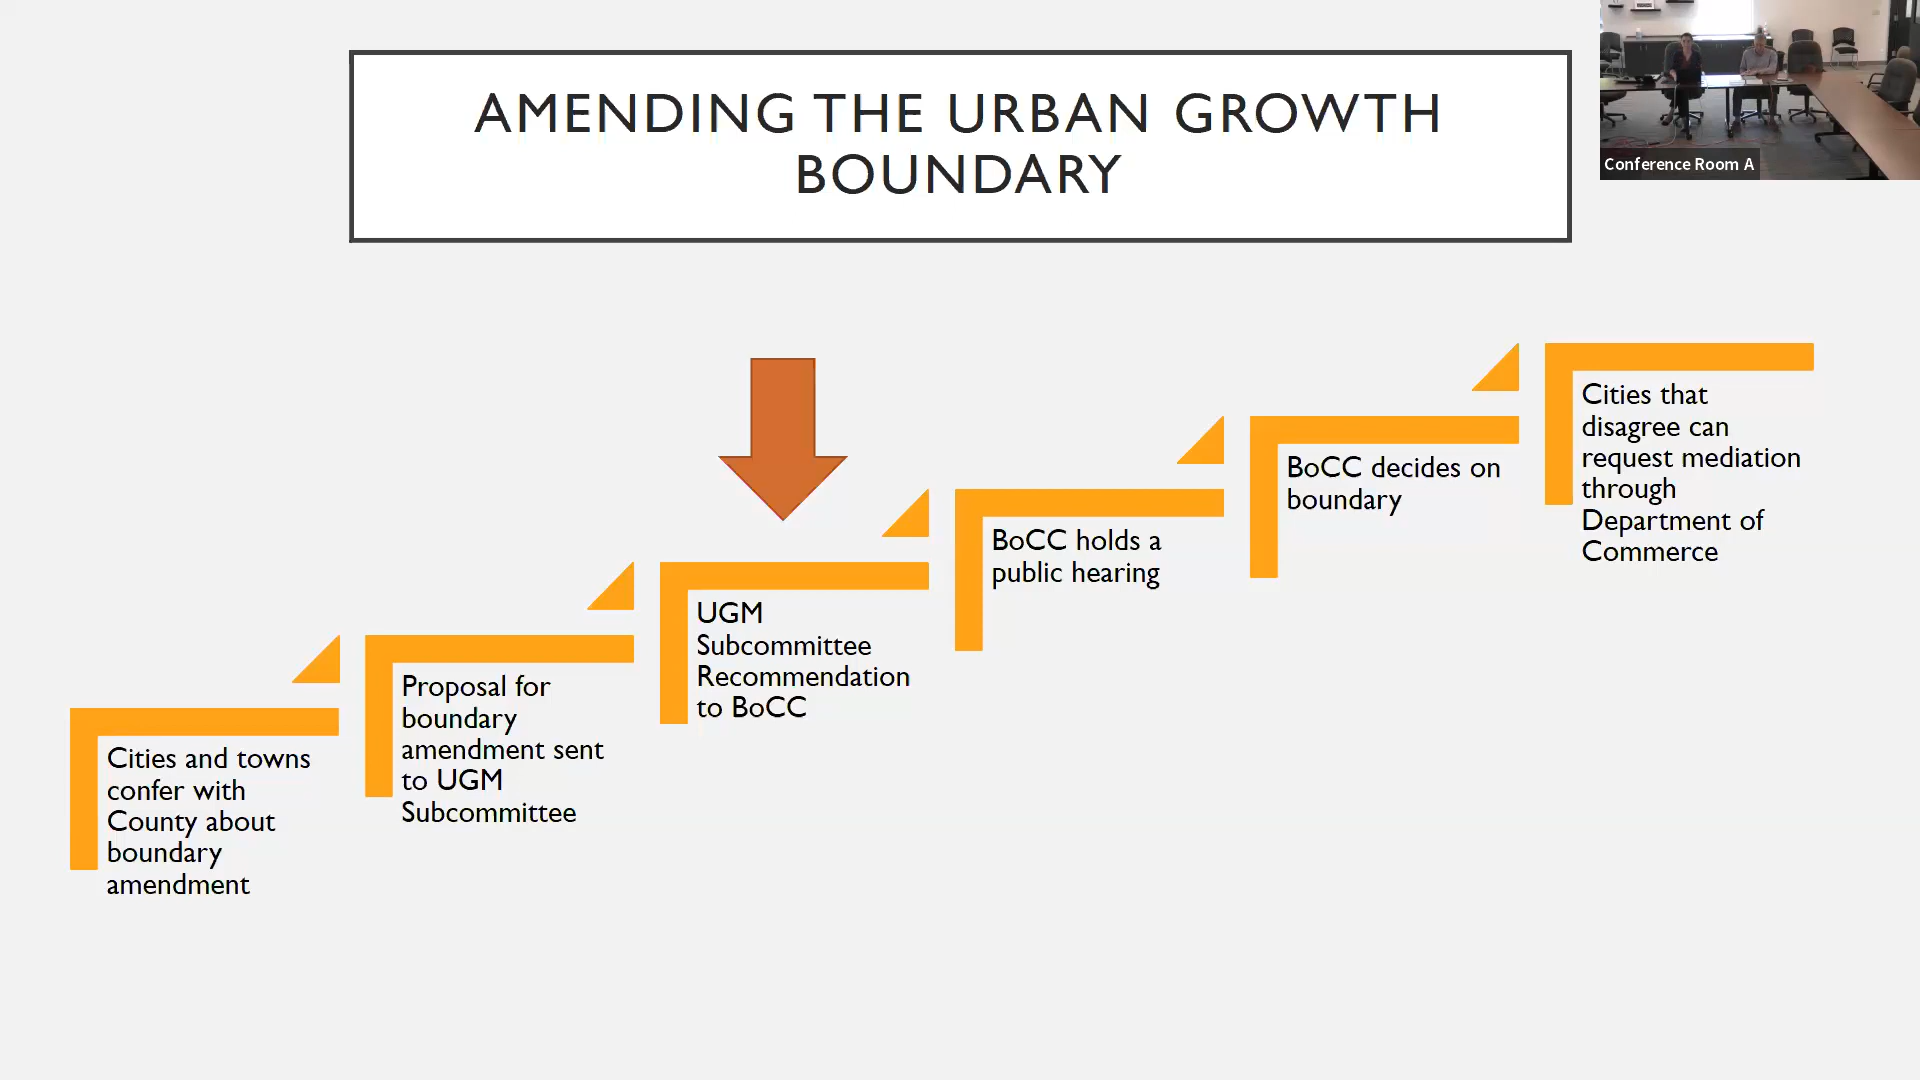 AMENDING THE URBAN GROWTH
BOUNDARY
Conference Room A
Cities and towns
confer with
County about
boundary
amendment
Proposal for
boundary
amendment sent
to UGM
Subcommittee
UGM
Subcommittee
Recommendation
to BoCC
BoCC holds a
public hearing
BoCC decides on
boundary
Cities that
disagree can
request mediation
through
Department of
Commerce